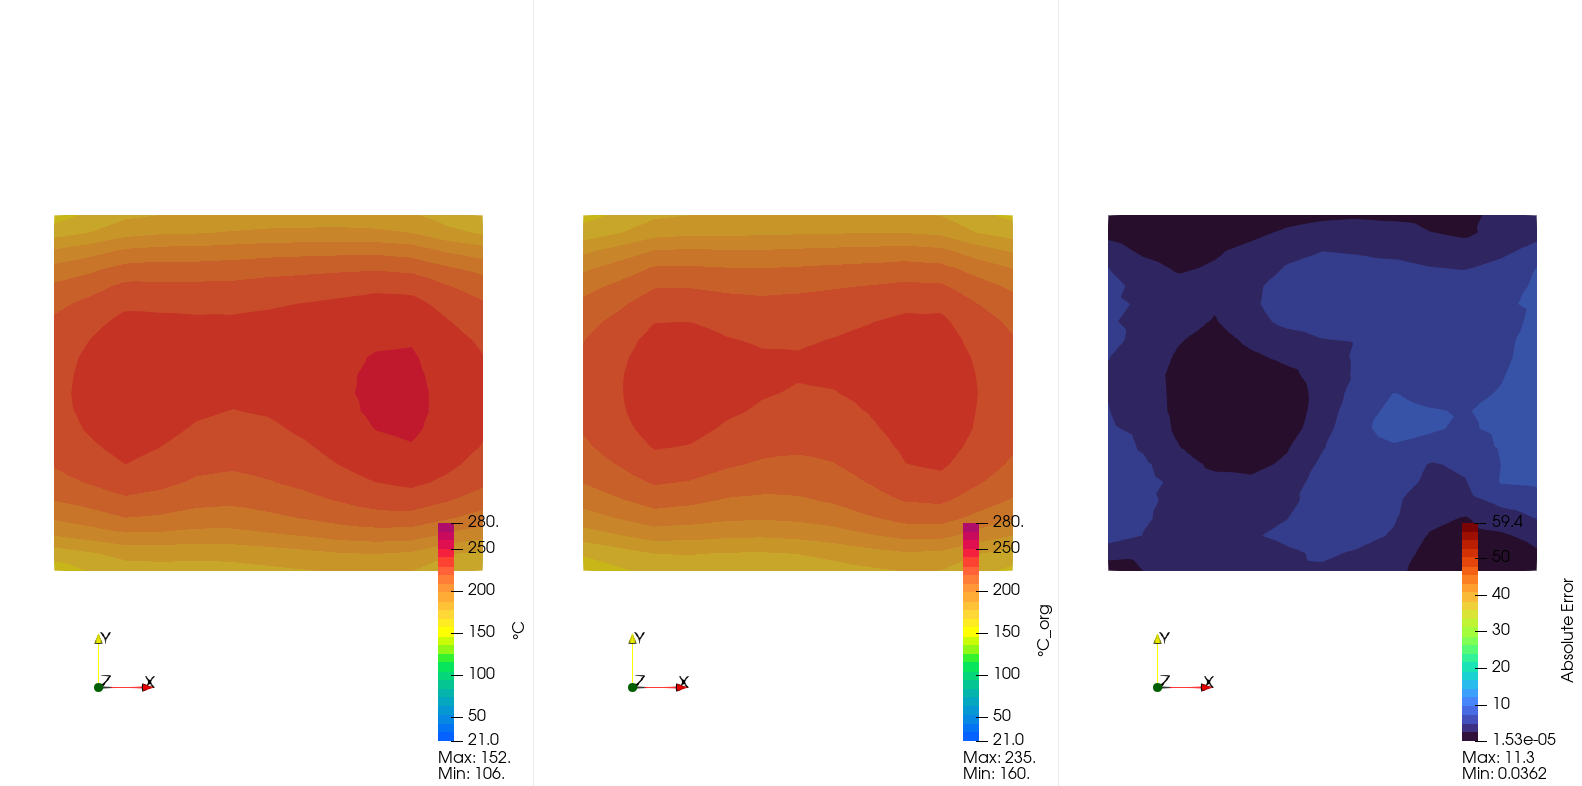 280.
250
200
150
100
50
21.0
°C
Max: 152.
Min: 106.
Y
Z
X
280.
250
200
150
100
50
21.0
°C_org
Max: 235.
Min: 160.
Y
Z
X
59.4
50
40
30
20
10
1.53e-05
Absolute Error
Max: 11.3
Min: 0.0362
Y
Z
X